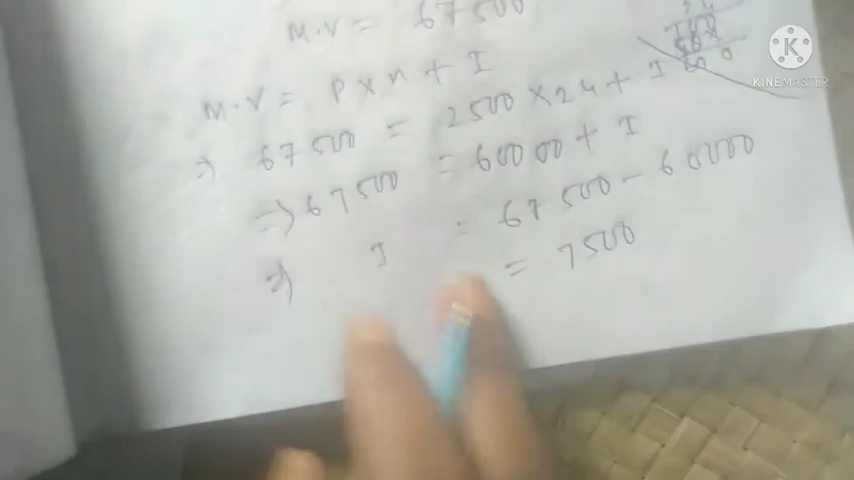 M.V = 67500
M.V = P x n + I
⇒ 67500 = 2500 x 24 + I
⇒ 67500 = 60000 + I
⇒ I = 67500 - 60000
= 7500
K
KINEMASTER